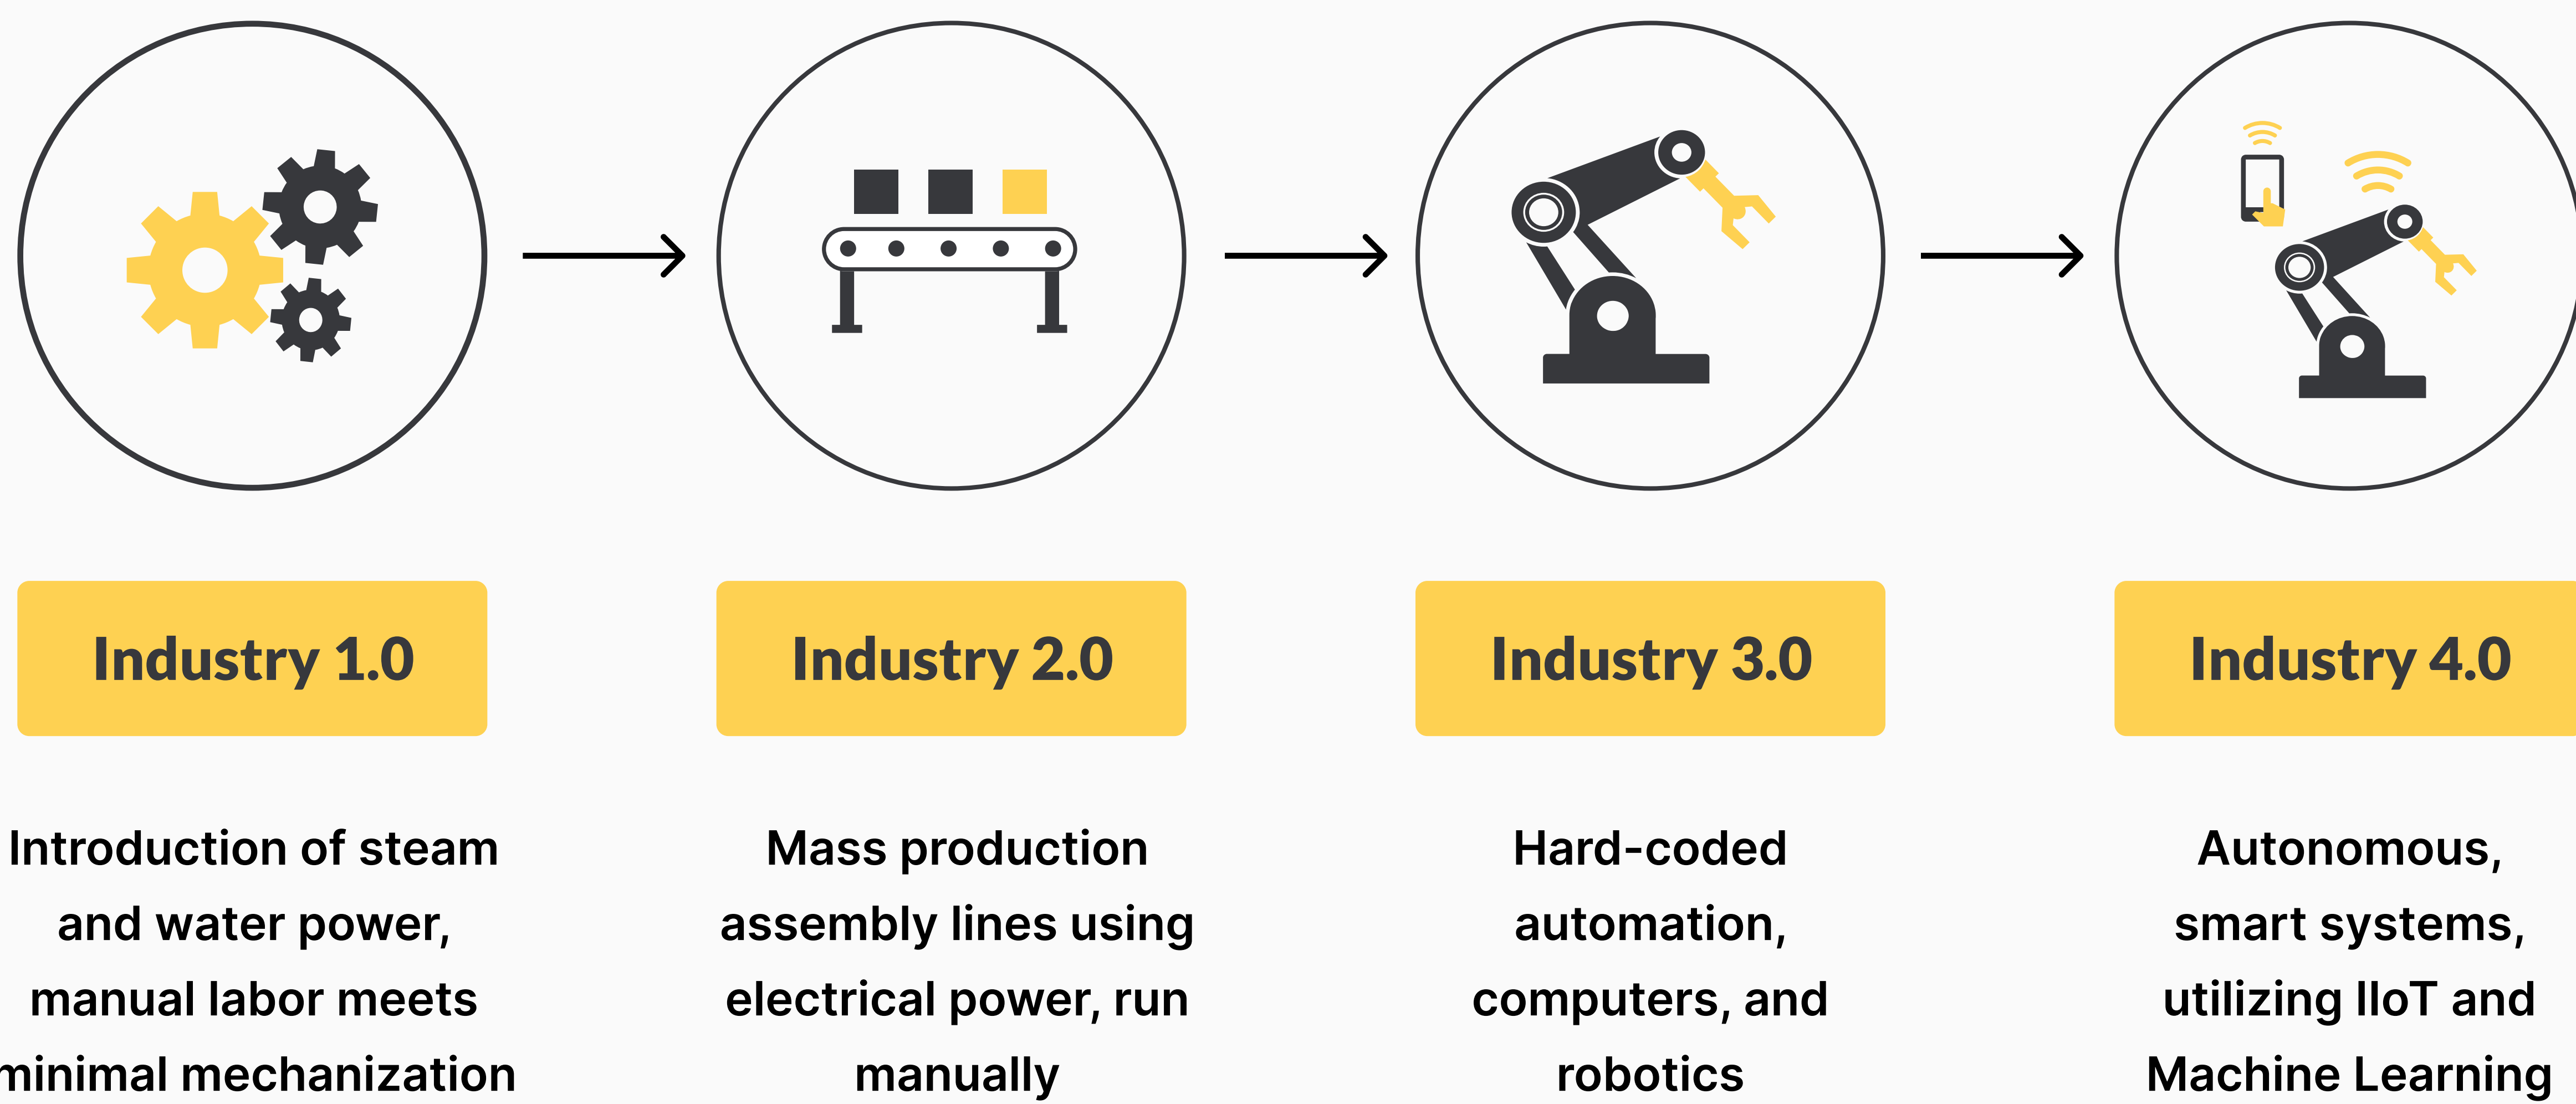 Industry 1.0
Introduction of steam
and water power,
manual labor meets
minimal mechanization
Industry 2.0
Mass production
assembly lines using
electrical power, run
manually
Industry 3.0
Hard-coded
automation,
computers, and
robotics
Industry 4.0
Autonomous,
smart systems,
utilizing IIoT and
Machine Learning